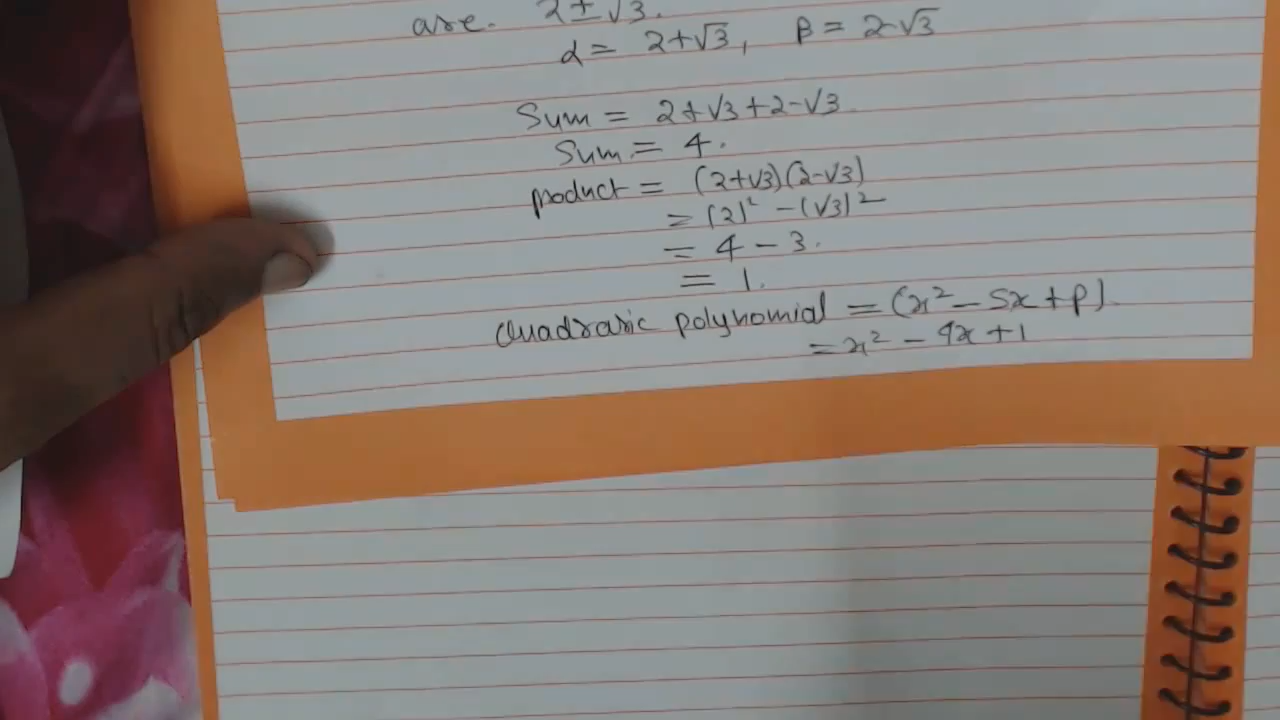 are. 2±√3.
α = 2+√3, β = 2-√3
Sum = 2+√3+2-√3
Sum = 4.
product = (2+√3)(2-√3)
= (2)² - (√3)²
= 4 - 3.
= 1.
Quadraric polynomial = (x² - Sx + P).
= x² - 4x + 1